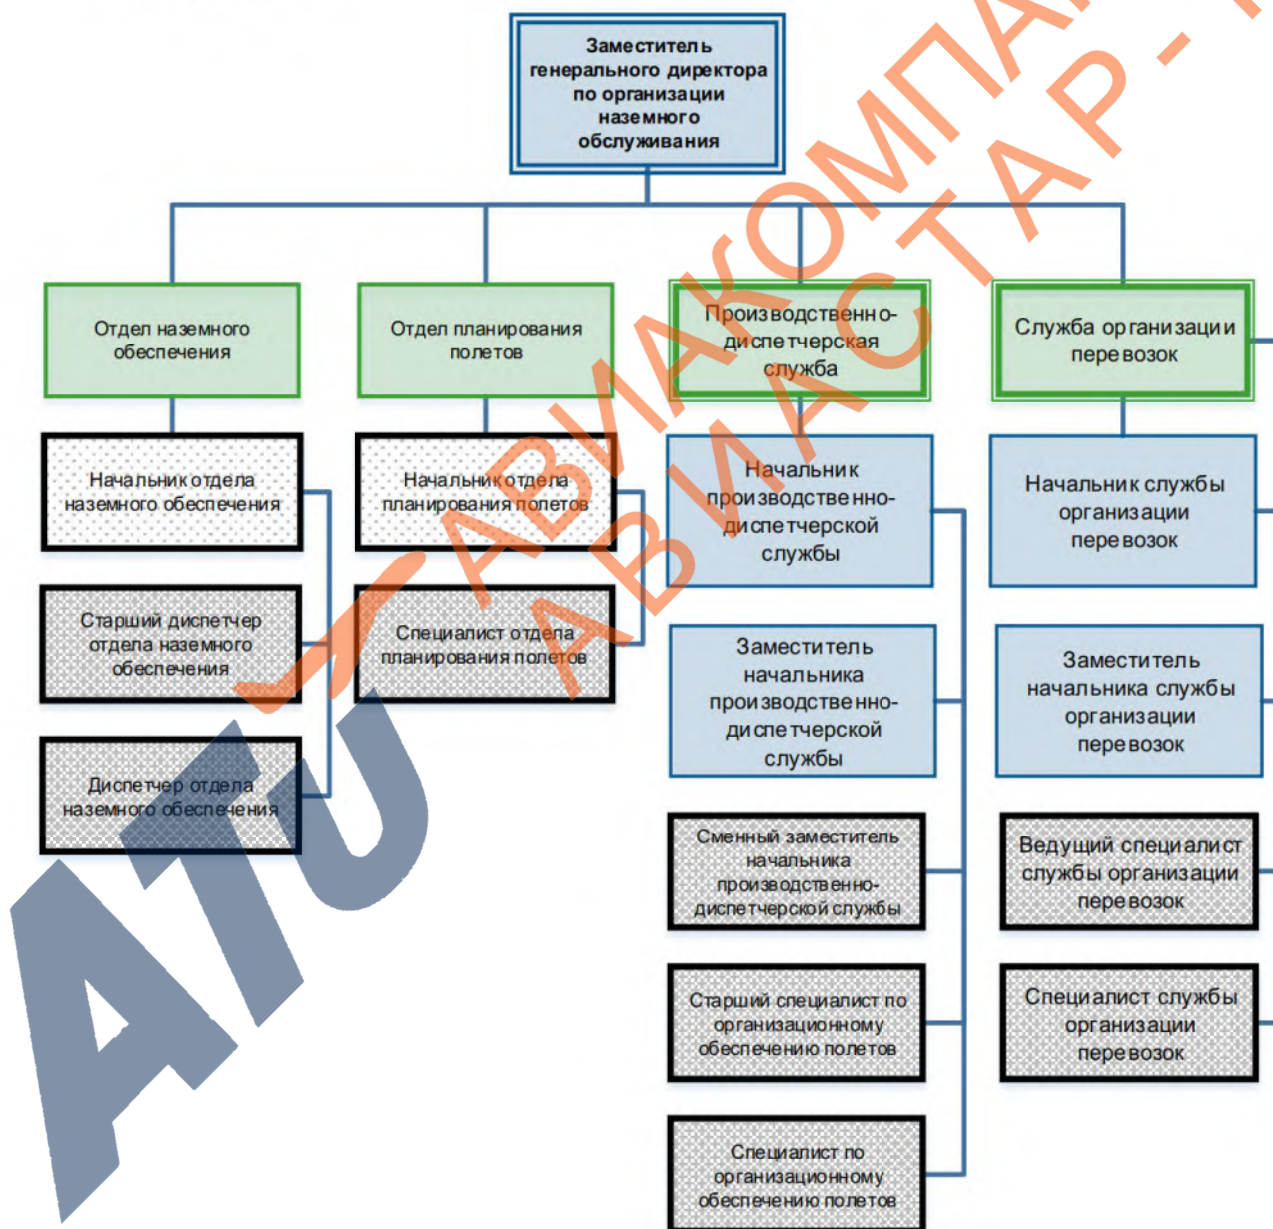 Заместитель
генерального директора
по организации
наземного
обслуживания
Отдел наземного
обеспечения
Отдел планирования
полетов
Производственно-
диспетчерская
служба
Служба организации
перевозок
Начальник отдела
наземного обеспечения
Начальник отдела
планирования полетов
Начальник
производственно-
диспетчерской
службы
Начальник службы
организации
перевозок
Старший диспетчер
отдела наземного
обеспечения
Специалист отдела
планирования полетов
Заместитель
начальника
производственно-
диспетчерской
службы
Заместитель
начальника службы
организации
перевозок
Диспетчер отдела
наземного обеспечения
Сменный заместитель
начальника
производственно-
диспетчерской службы
Ведущий специалист
службы организации
перевозок
Старший специалист по
организационному
обеспечению полетов
Специалист службы
организации
перевозок
Специалист по
организационному
обеспечению полетов
АВИАКОМПА
АВИАСТАР-
ATU